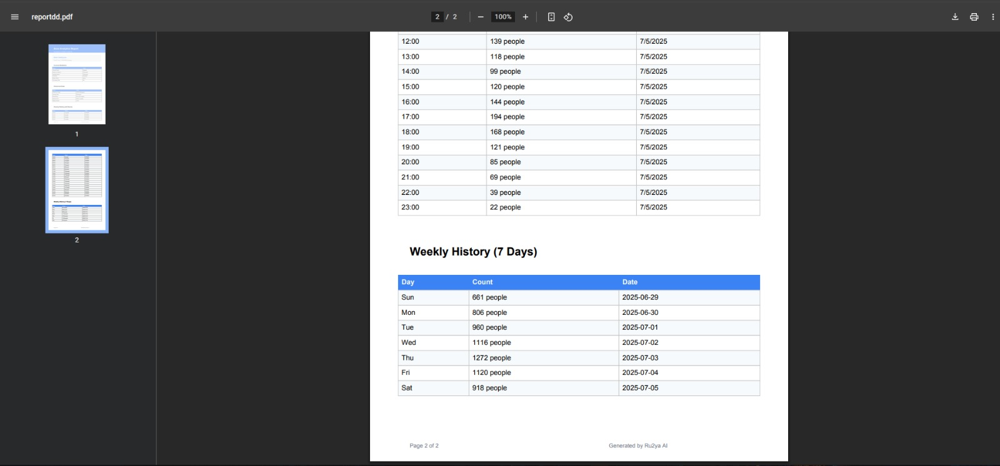 reportdd.pdf
2 / 2
100%
1
2
12:00 139 people 7/5/2025
13:00 118 people 7/5/2025
14:00 99 people 7/5/2025
15:00 120 people 7/5/2025
16:00 144 people 7/5/2025
17:00 194 people 7/5/2025
18:00 168 people 7/5/2025
19:00 121 people 7/5/2025
20:00 85 people 7/5/2025
21:00 69 people 7/5/2025
22:00 39 people 7/5/2025
23:00 22 people 7/5/2025
Weekly History (7 Days)
Day Count Date
Sun 661 people 2025-06-29
Mon 806 people 2025-06-30
Tue 960 people 2025-07-01
Wed 1116 people 2025-07-02
Thu 1272 people 2025-07-03
Fri 1120 people 2025-07-04
Sat 918 people 2025-07-05
Page 2 of 2 Generated by Ru2ya AI